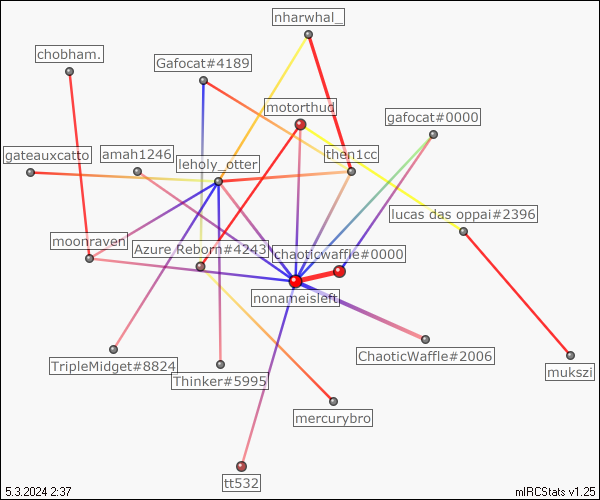 nharwhal_
chobham.
Gafocat#4189
motorthud
gafocat#0000
gateauxcatto
amah1246
leholy_otter
then1cc
lucas das oppai#2396
moonraven
Azure Reborn#4243
chaoticwaffle#0000
nonameisleft
TripleMidget#8824
Thinker#5995
ChaoticWaffle#2006
mukszi
mercurybro
tt532
5.3.2024 2:37
mIRCStats v1.25